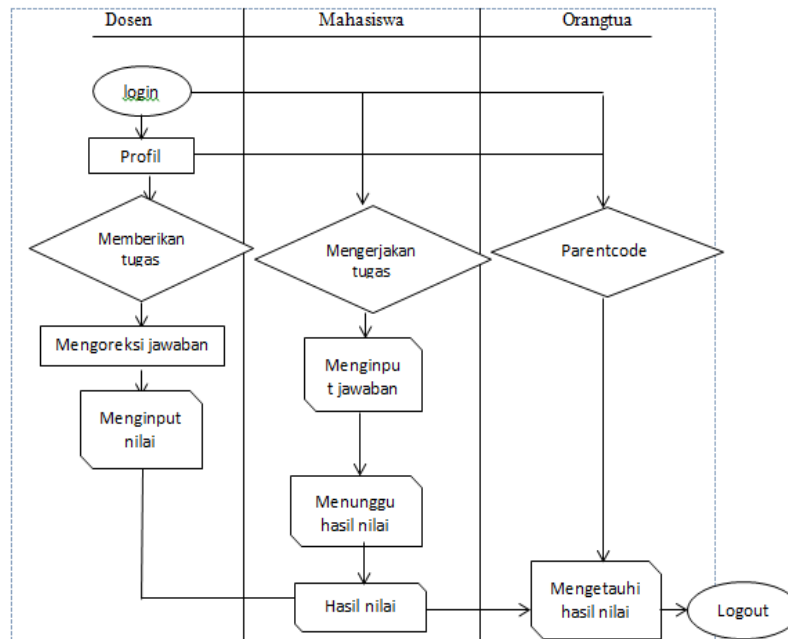 Dosen
Mahasiswa
Orangtua
login
Profil
Memberikan
tugas
Mengerjakan
tugas
Parentcode
Mengoreksi jawaban
Menginpu
t jawaban
Menginput
nilai
Menunggu
hasil nilai
Hasil nilai
Mengetauhi
hasil nilai
Logout